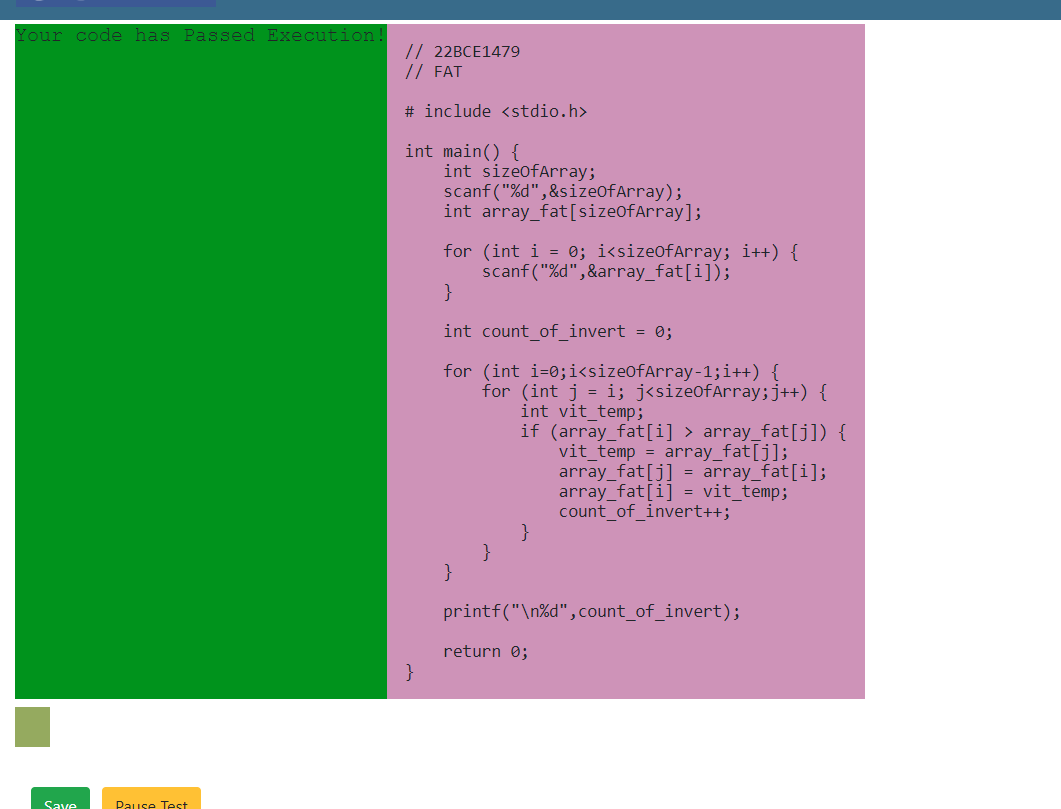 Your code has Passed Execution!
// 22BCE1479
// FAT
# include <stdio.h>
int main() {
    int sizeOfArray;
    scanf("%d",&sizeOfArray);
    int array_fat[sizeOfArray];
    for (int i = 0; i<sizeOfArray; i++) {
        scanf("%d",&array_fat[i]);
    }
    int count_of_invert = 0;
    for (int i=0;i<sizeOfArray-1;i++) {
        for (int j = i; j<sizeOfArray;j++) {
            int vit_temp;
            if (array_fat[i] > array_fat[j]) {
                vit_temp = array_fat[j];
                array_fat[j] = array_fat[i];
                array_fat[i] = vit_temp;
                count_of_invert++;
            }
        }
    }
    printf("\n%d",count_of_invert);
    return 0;
}
Save Pause Test